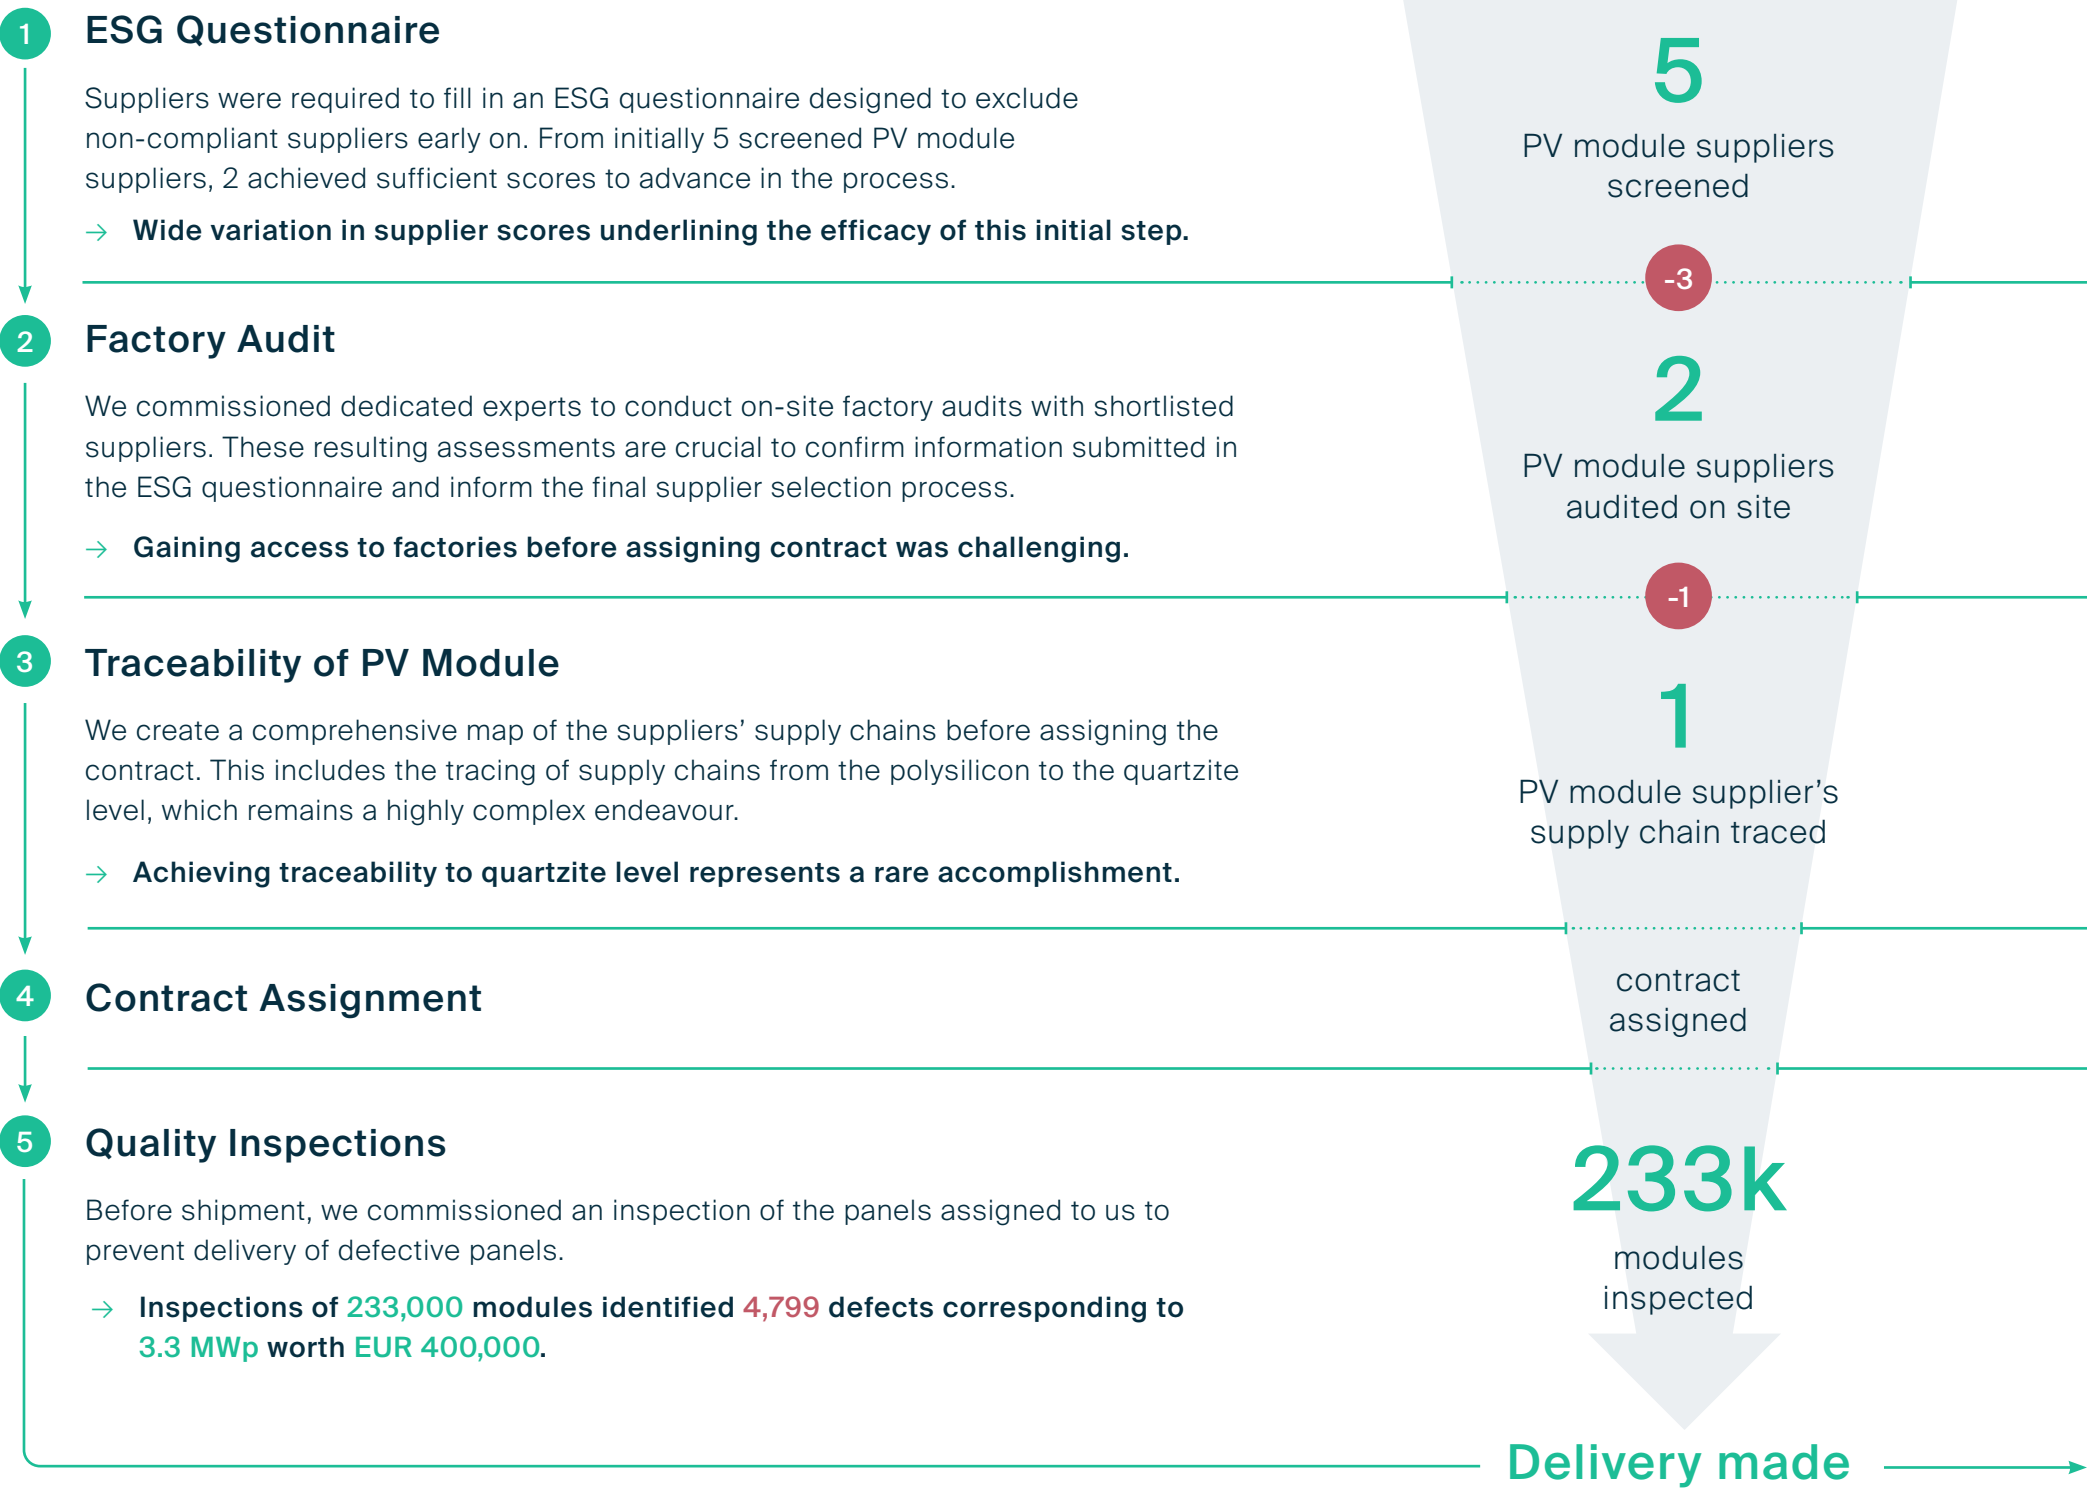 1
ESG Questionnaire
Suppliers were required to fill in an ESG questionnaire designed to exclude
non-compliant suppliers early on. From initially 5 screened PV module
suppliers, 2 achieved sufficient scores to advance in the process.
→ Wide variation in supplier scores underlining the efficacy of this initial step.
5
PV module suppliers
screened
-3
2
Factory Audit
We commissioned dedicated experts to conduct on-site factory audits with shortlisted
suppliers. These resulting assessments are crucial to confirm information submitted in
the ESG questionnaire and inform the final supplier selection process.
→ Gaining access to factories before assigning contract was challenging.
2
PV module suppliers
audited on site
-1
3
Traceability of PV Module
We create a comprehensive map of the suppliers’ supply chains before assigning the
contract. This includes the tracing of supply chains from the polysilicon to the quartzite
level, which remains a highly complex endeavour.
→ Achieving traceability to quartzite level represents a rare accomplishment.
1
PV module supplier’s
supply chain traced
4
Contract Assignment
contract
assigned
5
Quality Inspections
Before shipment, we commissioned an inspection of the panels assigned to us to
prevent delivery of defective panels.
→ Inspections of 233,000 modules identified 4,799 defects corresponding to
3.3 MWp worth EUR 400,000.
233k
modules
inspected
Delivery made